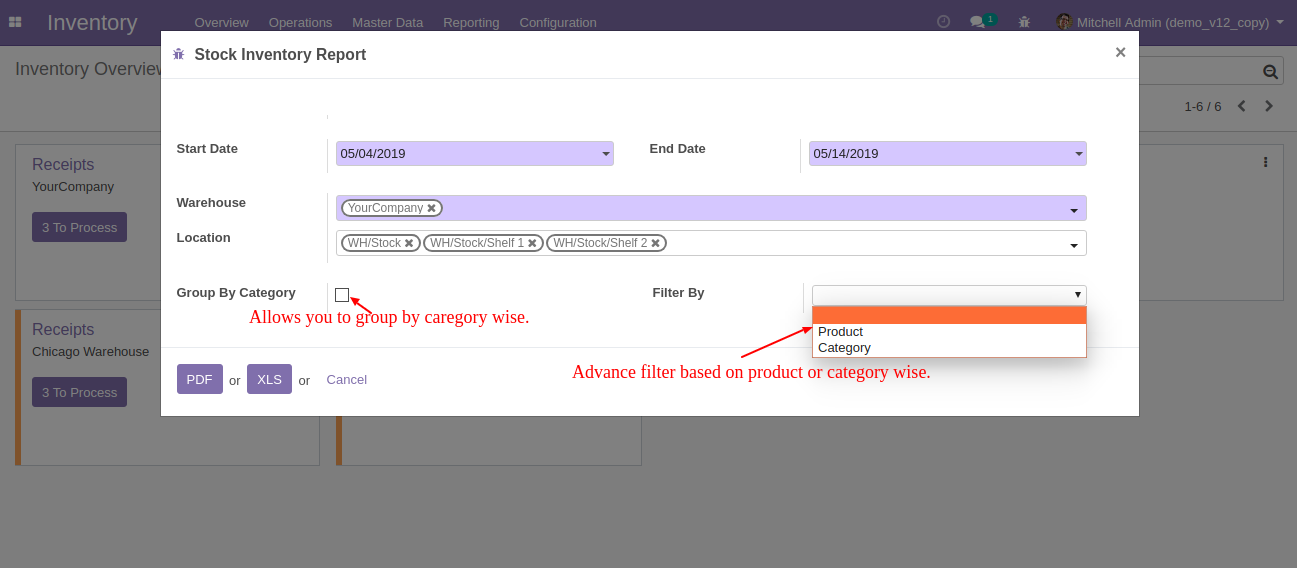 Inventory Overview Operations Master Data Reporting Configuration 1 Mitchell Admin (demo_v12_copy)
Stock Inventory Report ×
Inventory Overview
1-6 / 6
Start Date 05/04/2019 End Date 05/14/2019
Receipts
YourCompany
Warehouse YourCompany
3 To Process
Location WH/Stock WH/Stock/Shelf 1 WH/Stock/Shelf 2
Group By Category Filter By
Allows you to group by caregory wise.
Product
Category
Receipts
Chicago Warehouse
Advance filter based on product or category wise.
PDF or XLS or Cancel
3 To Process